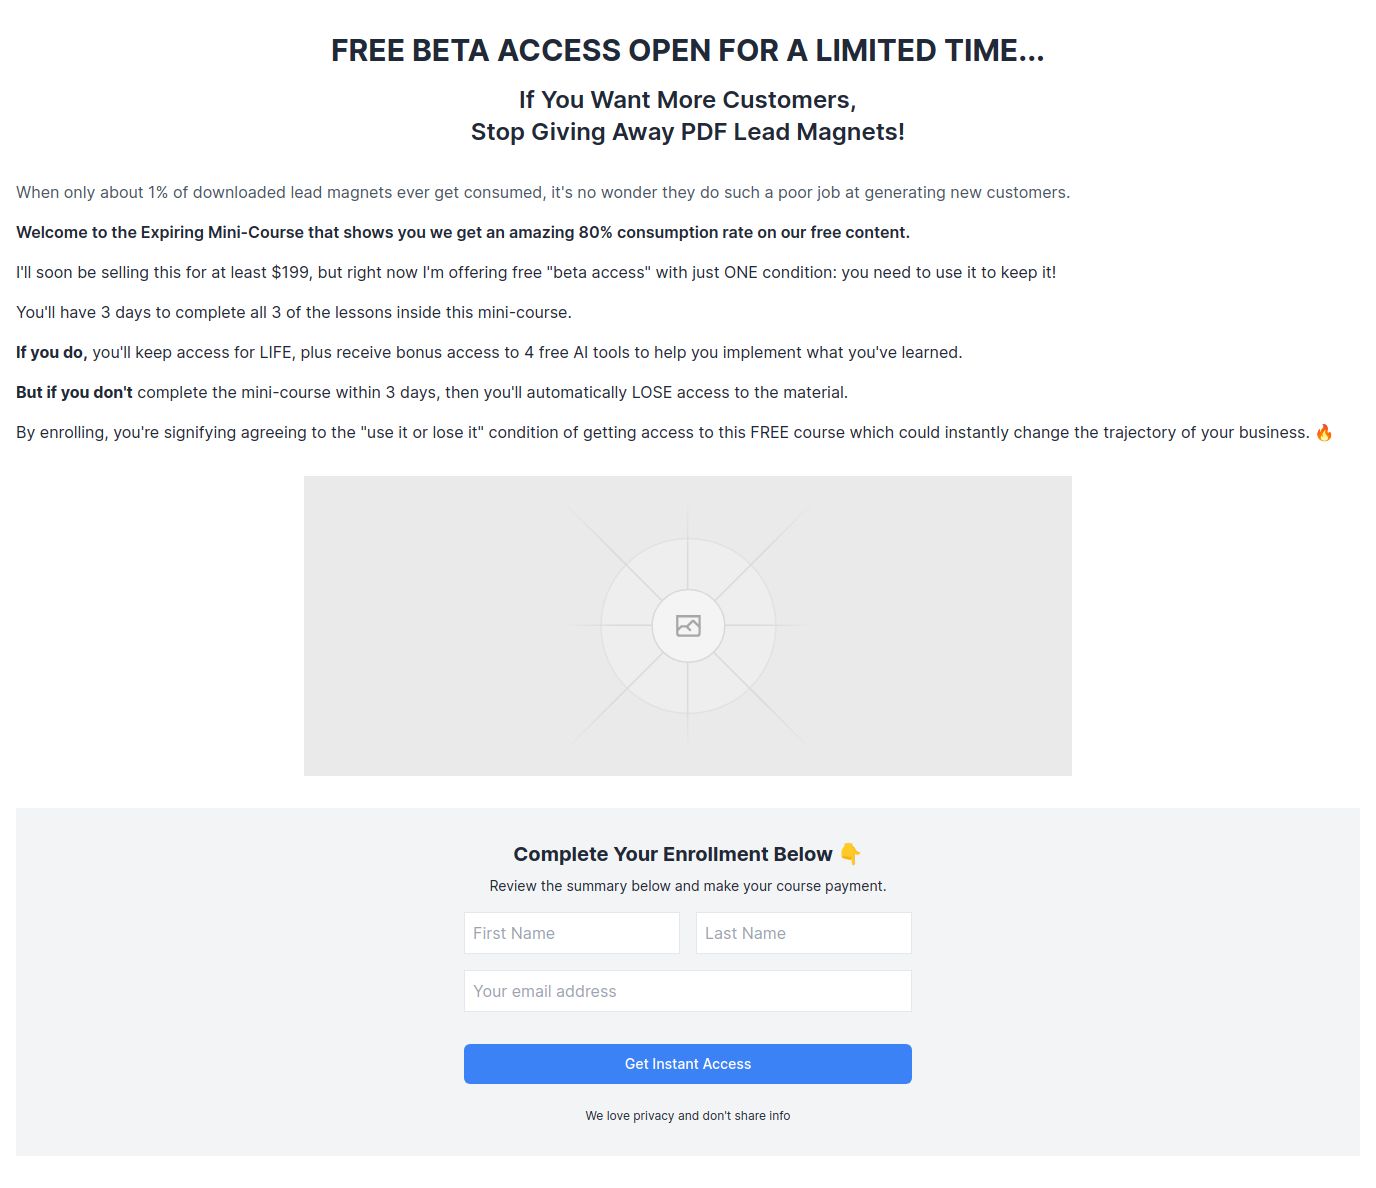 FREE BETA ACCESS OPEN FOR A LIMITED TIME...
If You Want More Customers,
Stop Giving Away PDF Lead Magnets!
When only about 1% of downloaded lead magnets ever get consumed, it's no wonder they do such a poor job at generating new customers.
Welcome to the Expiring Mini-Course that shows you we get an amazing 80% consumption rate on our free content.
I'll soon be selling this for at least $199, but right now I'm offering free "beta access" with just ONE condition: you need to use it to keep it!
You'll have 3 days to complete all 3 of the lessons inside this mini-course.
If you do, you'll keep access for LIFE, plus receive bonus access to 4 free AI tools to help you implement what you've learned.
But if you don't complete the mini-course within 3 days, then you'll automatically LOSE access to the material.
By enrolling, you're signifying agreeing to the "use it or lose it" condition of getting access to this FREE course which could instantly change the trajectory of your business. 🔥
Complete Your Enrollment Below 👇
Review the summary below and make your course payment.
First Name Last Name
Your email address
Get Instant Access
We love privacy and don't share info